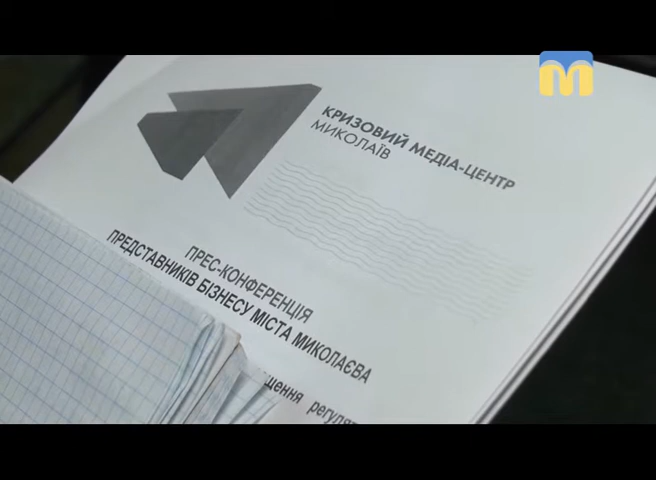 КРИЗОВИЙ МЕДІА-ЦЕНТР
МИКОЛАЇВ
ПРЕС-КОНФЕРЕНЦІЯ
ПРЕДСТАВНИКІВ БІЗНЕСУ МІСТА МИКОЛАЄВА